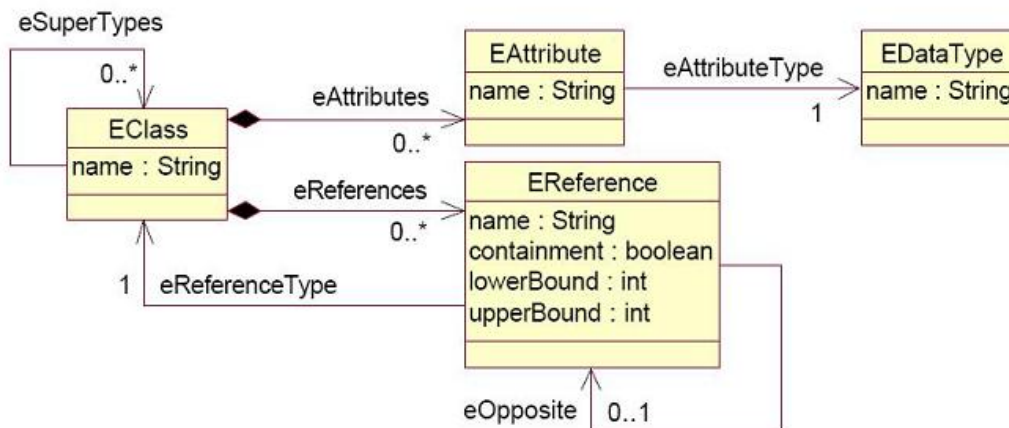 eSuperTypes
0..*
EClass
name : String
eAttributes
0..*
EAttribute
name : String
eAttributeType
1
EDataType
name : String
eReferences
0..*
EReference
name : String
containment : boolean
lowerBound : int
upperBound : int
1
eReferenceType
eOpposite
0..1